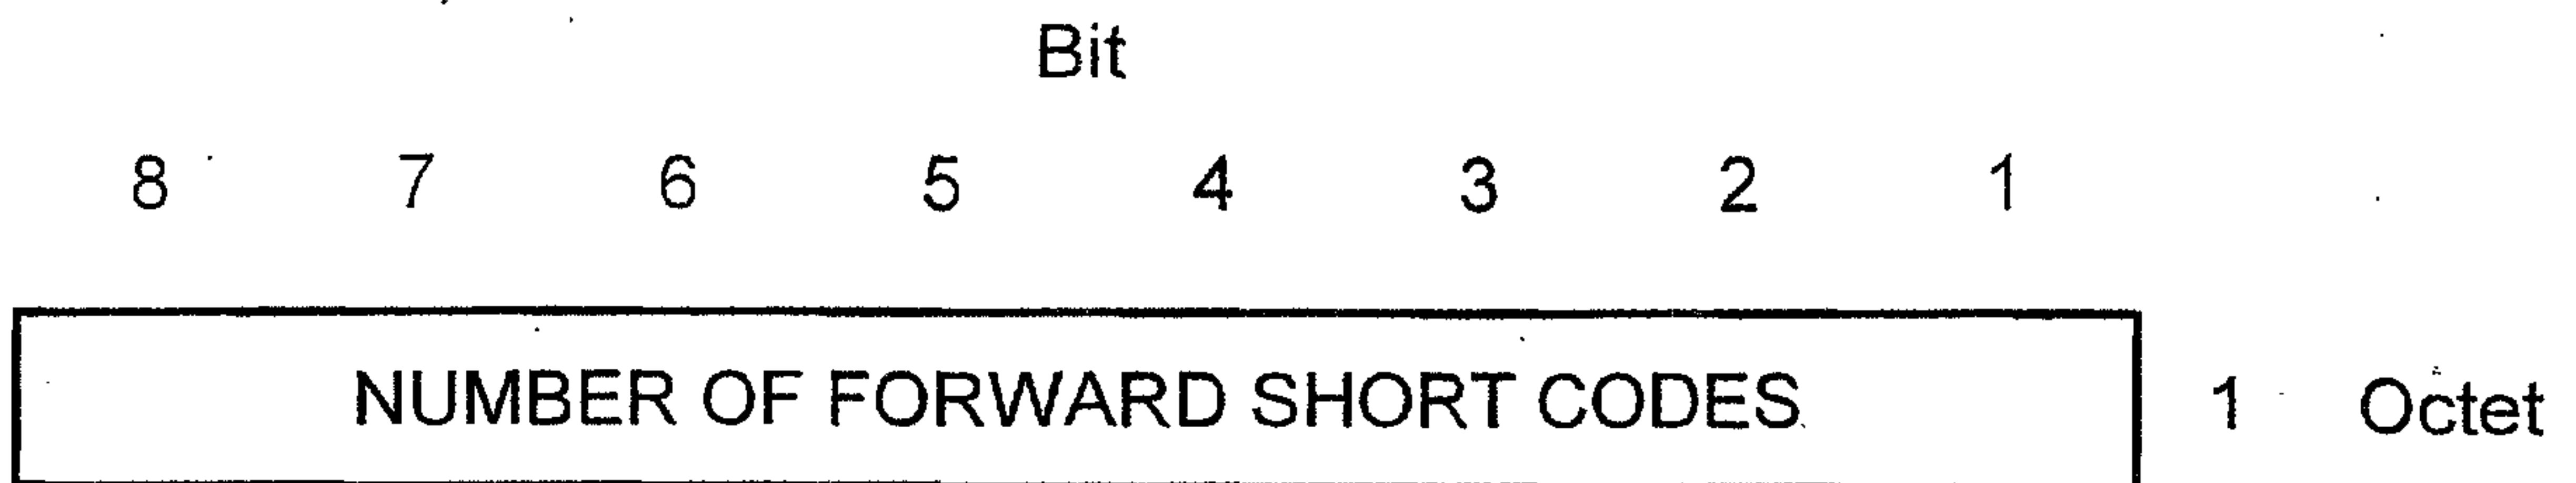 Bit
8 7 6 5 4 3 2 1
NUMBER OF FORWARD SHORT CODES 1 Octet